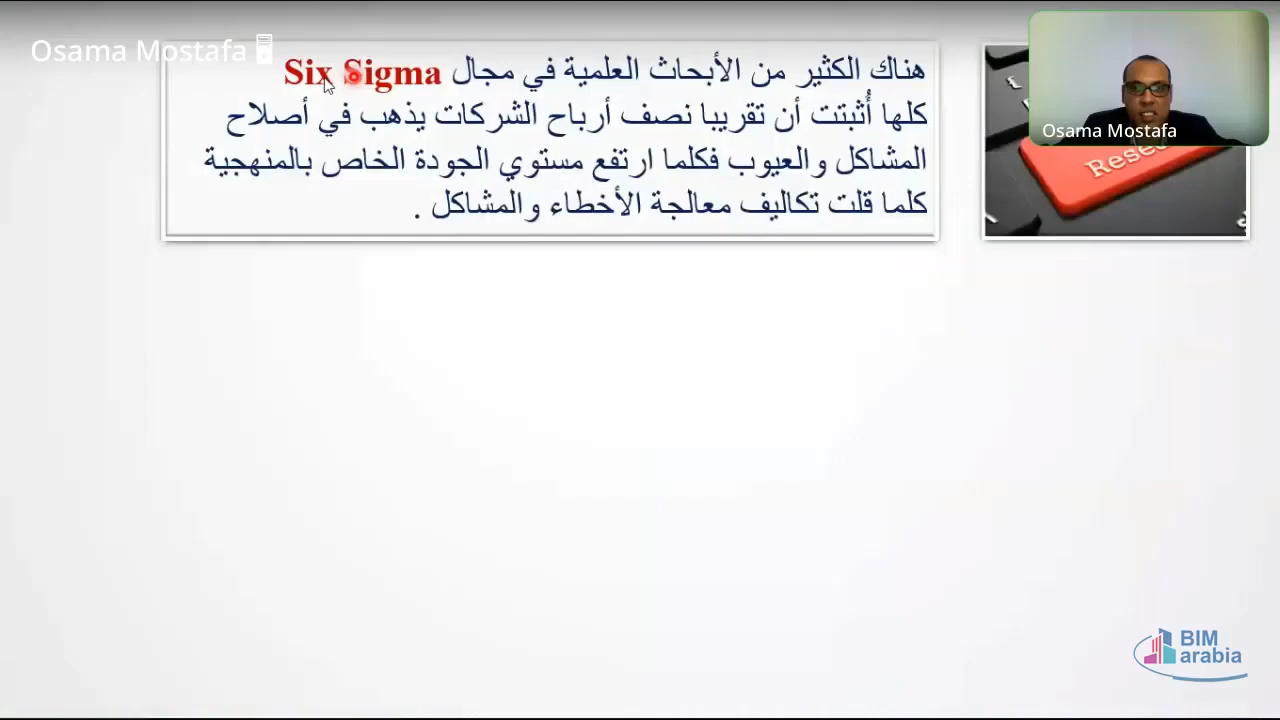 Osama Mostafa
هناك الكثير من الأبحاث العلمية في مجال Six Sigma
كلها أُثبتت أن تقريبا نصف أرباح الشركات يذهب في أصلاح
المشاكل والعيوب فكلما ارتفع مستوي الجودة الخاص بالمنهجية
كلما قلت تكاليف معالجة الأخطاء والمشاكل .
Osama Mostafa
BIM
arabia